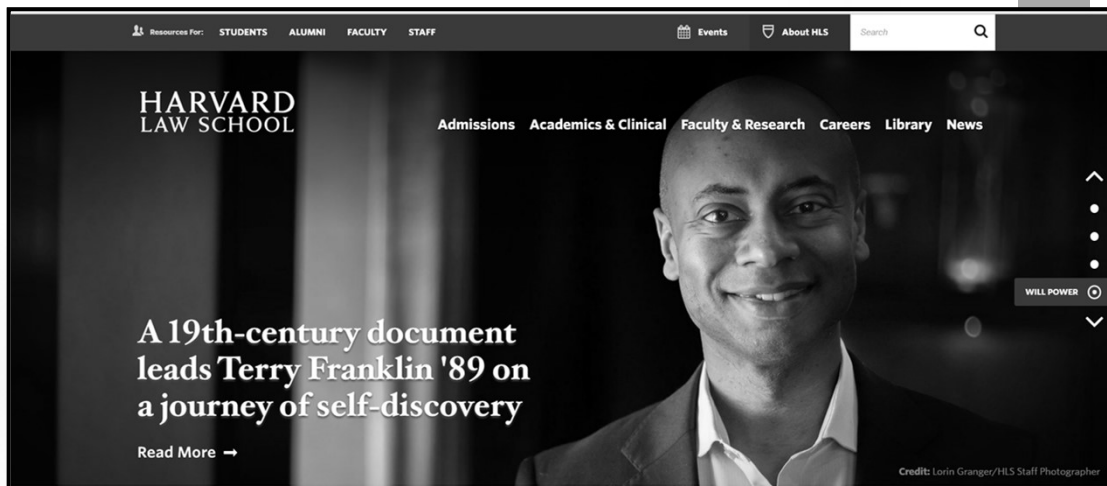 Resources For: STUDENTS ALUMNI FACULTY STAFF Events About HLS Search
HARVARD
LAW SCHOOL
Admissions Academics & Clinical Faculty & Research Careers Library News
WILL POWER
A 19th-century document
leads Terry Franklin '89 on
a journey of self-discovery
Read More →
Credit: Lorin Granger/HLS Staff Photographer